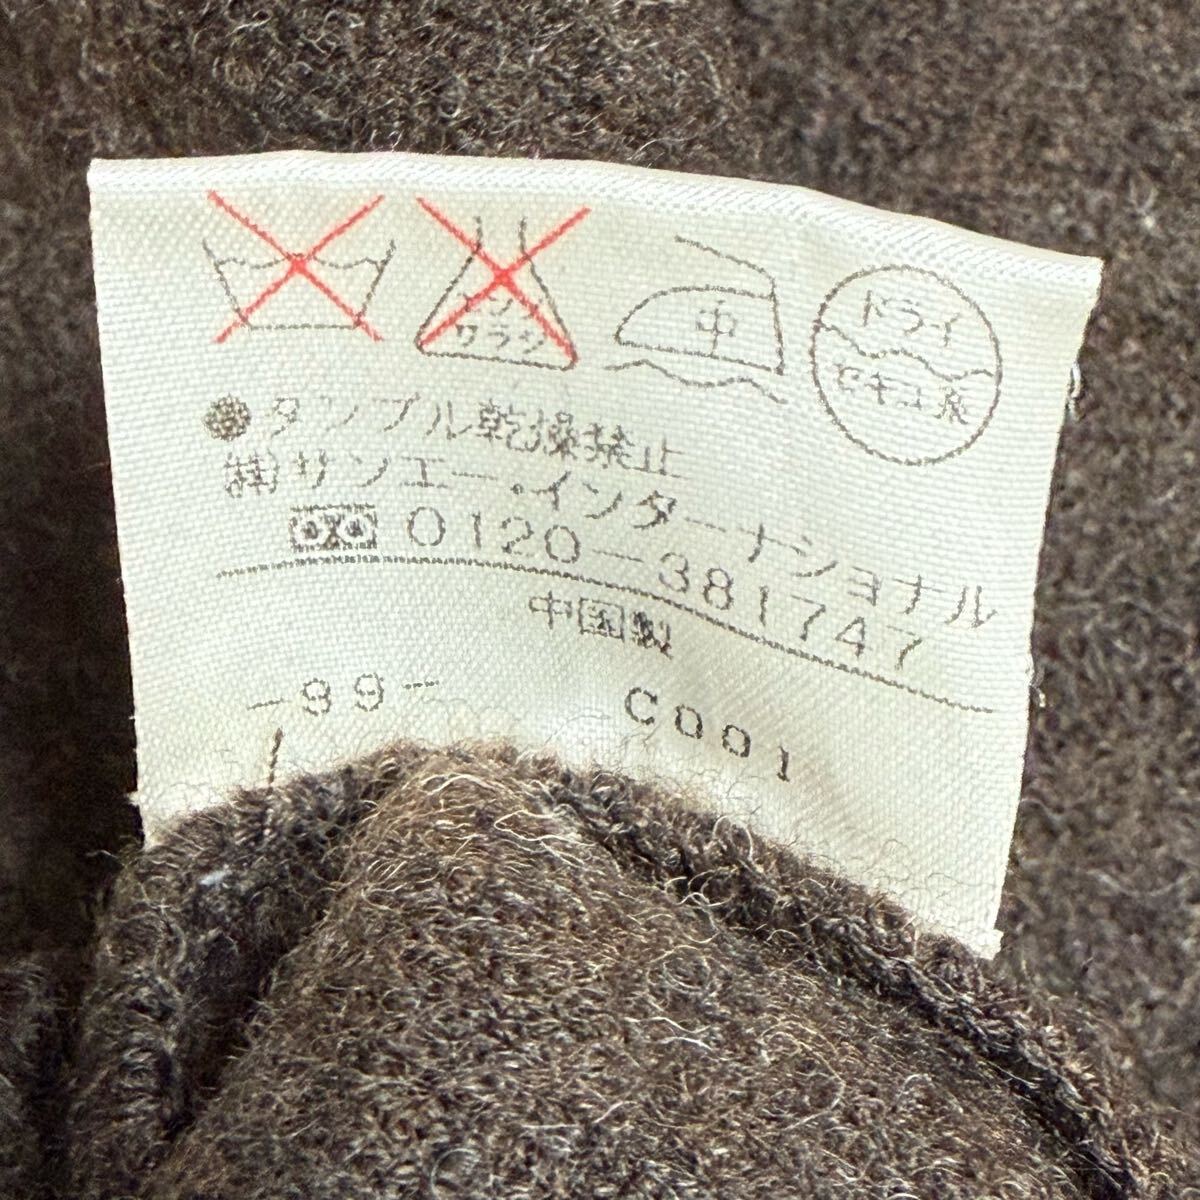 エンソ
サラシ
中
ドライ
セキユ系
●タンブル乾燥禁止
㈱サンエー・インターナショナル
0120-381747
中国製
-99- C001